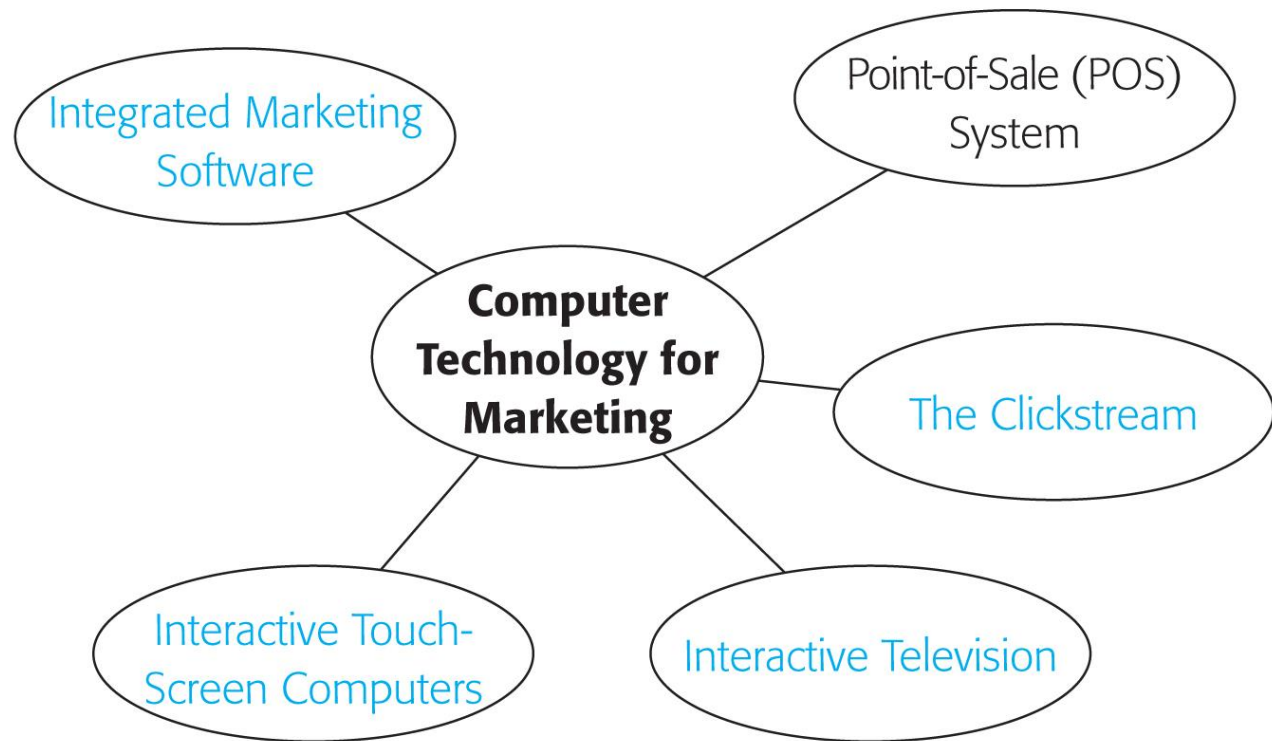 Integrated Marketing
Software
Point-of-Sale (POS)
System
Computer
Technology for
Marketing
The Clickstream
Interactive Touch-
Screen Computers
Interactive Television